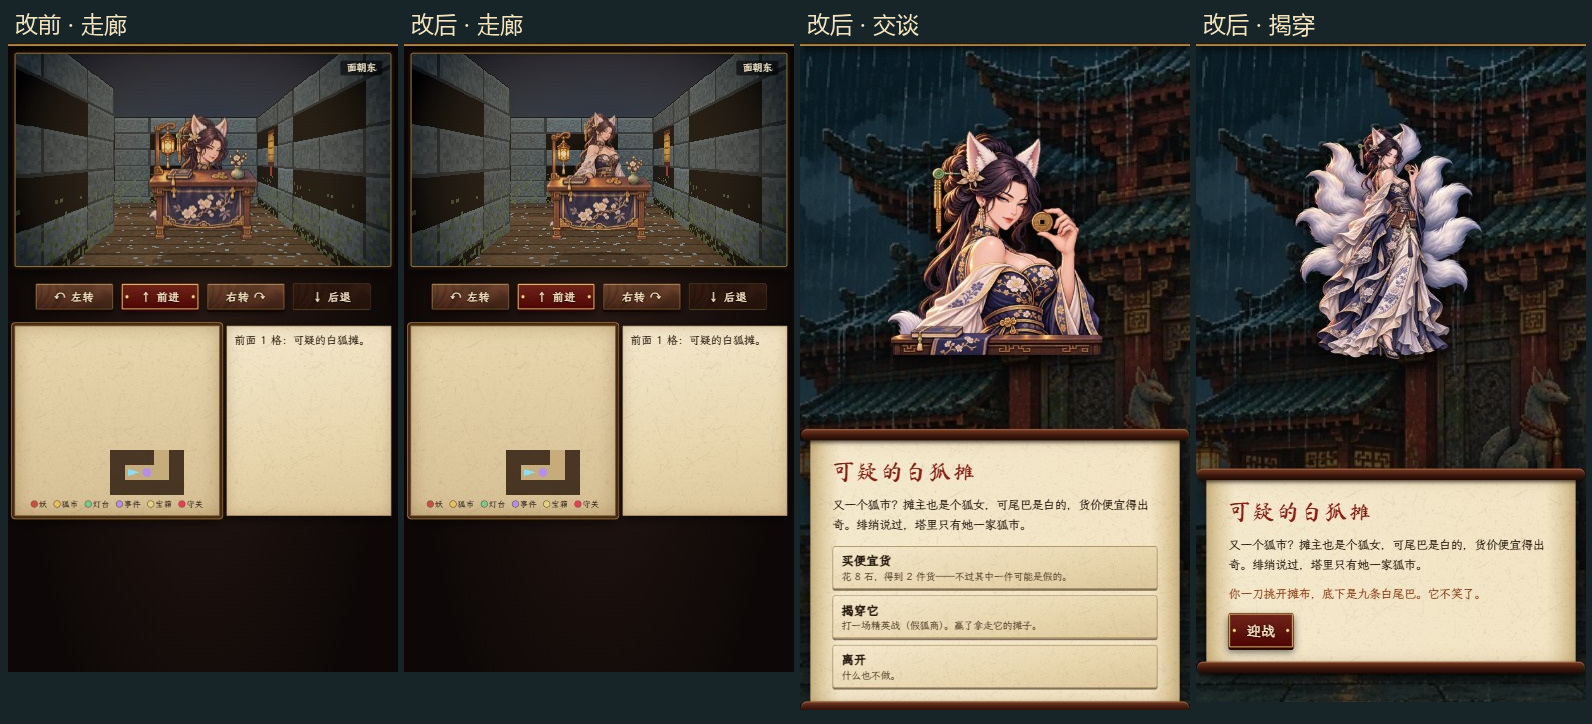 改前 · 走廊
面朝东
↶ 左转
↑ 前进
右转 ↷
↓ 后退
前面 1 格：可疑的白狐摊。
妖 狐市 灯台 事件 宝箱 守关
改后 · 走廊
面朝东
↶ 左转
↑ 前进
右转 ↷
↓ 后退
前面 1 格：可疑的白狐摊。
妖 狐市 灯台 事件 宝箱 守关
改后 · 交谈
可疑的白狐摊
又一个狐市？摊主也是个狐女，可尾巴是白的，货价便宜得出
奇。绯绡说过，塔里只有她一家狐市。
买便宜货
花 8 石，得到 2 件货——不过其中一件可能是假的。
揭穿它
打一场精英战（假狐商）。赢了拿走它的摊子。
离开
什么也不做。
改后 · 揭穿
可疑的白狐摊
又一个狐市？摊主也是个狐女，可尾巴是白的，货价便宜得出
奇。绯绡说过，塔里只有她一家狐市。
你一刀挑开摊布，底下是九条白尾巴。它不笑了。
迎战